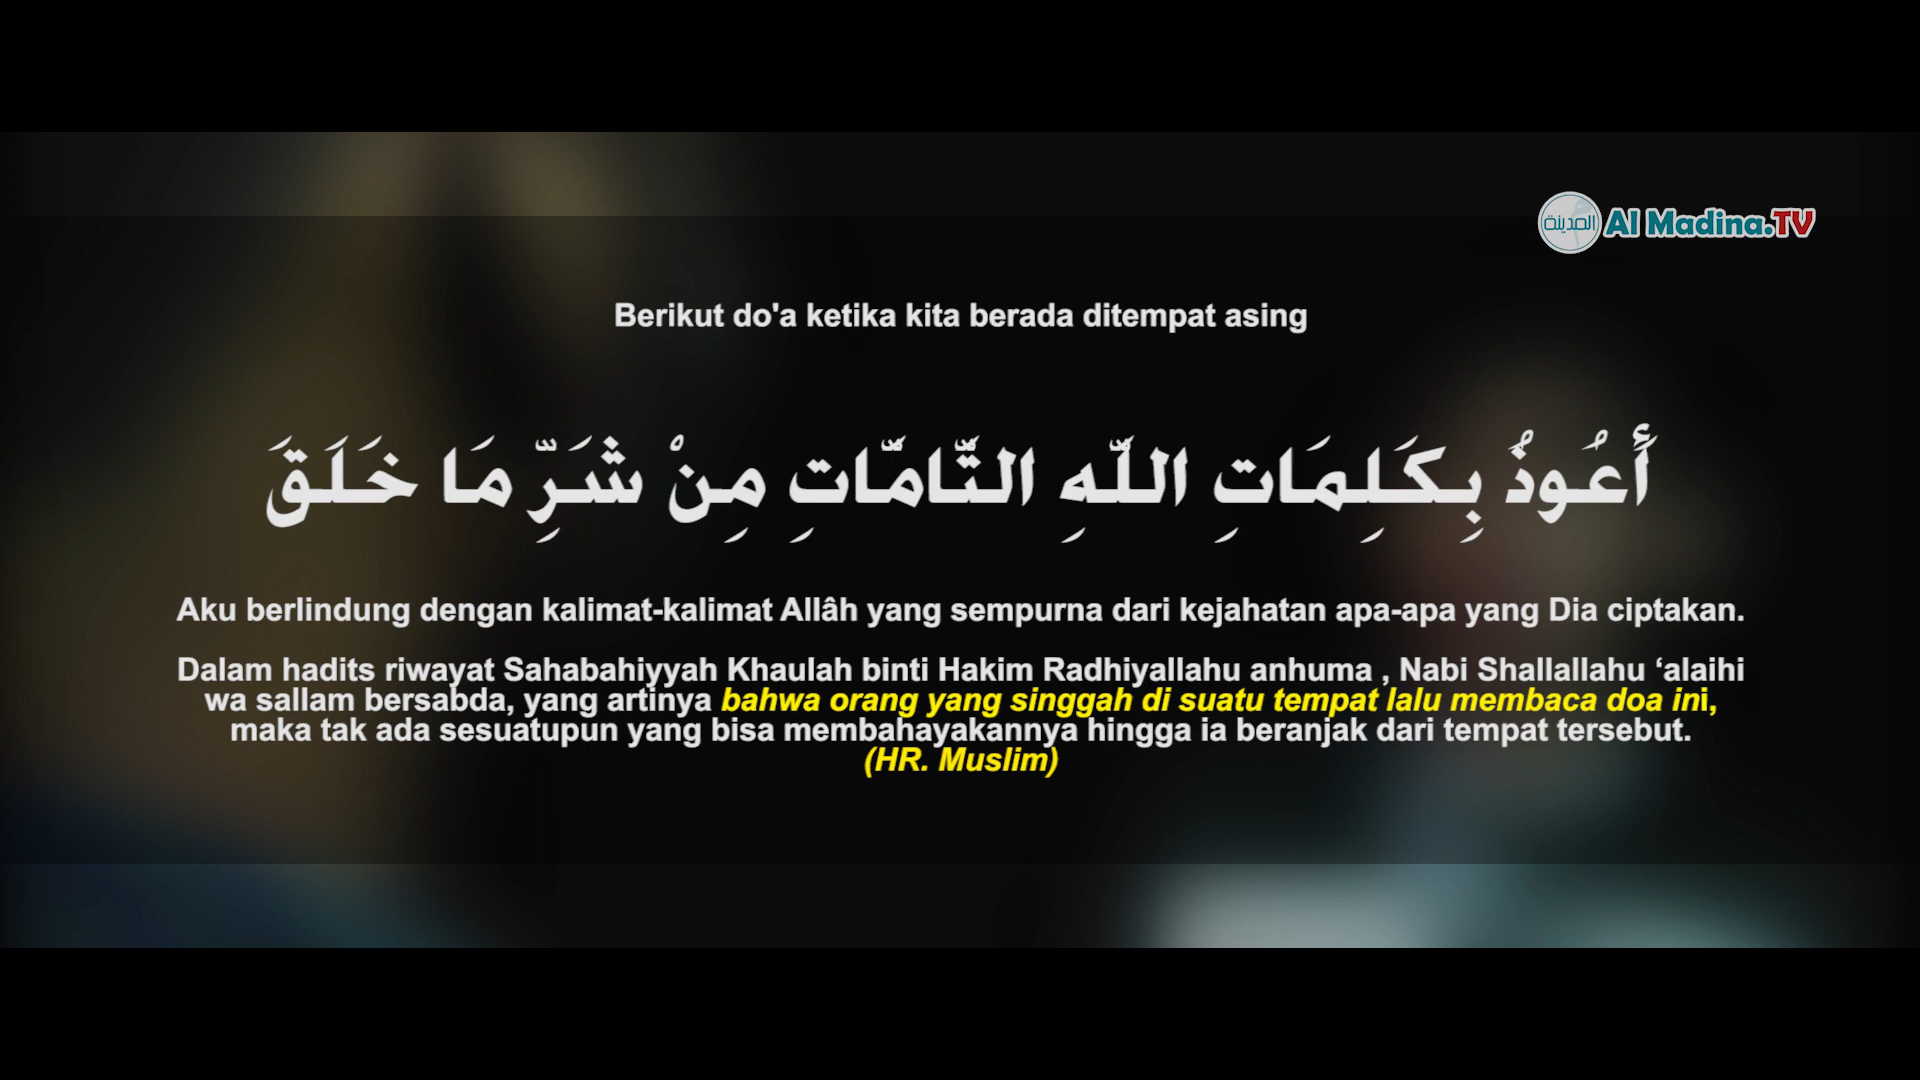 المدينة Al Madina.TV
Berikut do'a ketika kita berada ditempat asing
أَعُوذُ بِكَلِمَاتِ اللَّهِ التَّامَّاتِ مِنْ شَرِّ مَا خَلَقَ
Aku berlindung dengan kalimat-kalimat Allâh yang sempurna dari kejahatan apa-apa yang Dia ciptakan.
Dalam hadits riwayat Sahabahiyyah Khaulah binti Hakim Radhiyallahu anhuma , Nabi Shallallahu ‘alaihi
wa sallam bersabda, yang artinya bahwa orang yang singgah di suatu tempat lalu membaca doa ini,
maka tak ada sesuatupun yang bisa membahayakannya hingga ia beranjak dari tempat tersebut.
(HR. Muslim)